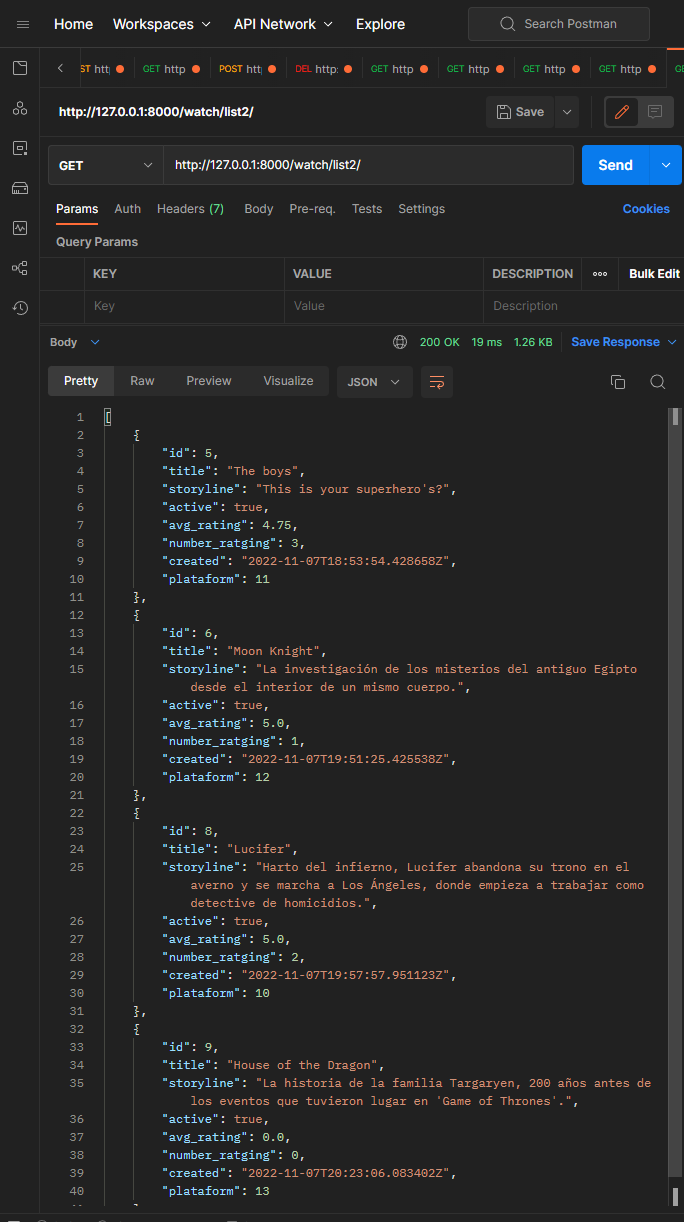 Home Workspaces API Network Explore Search Postman
ST htt GET http POST htt DEL http: GET http GET http GET http GET http
http://127.0.0.1:8000/watch/list2/ Save
GET http://127.0.0.1:8000/watch/list2/ Send
Params Auth Headers (7) Body Pre-req. Tests Settings Cookies
Query Params
KEY VALUE DESCRIPTION Bulk Edit
Key Value Description
Body 200 OK 19 ms 1.26 KB Save Response
Pretty Raw Preview Visualize JSON
1 [
2 {
3 "id": 5,
4 "title": "The boys",
5 "storyline": "This is your superhero's?",
6 "active": true,
7 "avg_rating": 4.75,
8 "number_ratging": 3,
9 "created": "2022-11-07T18:53:54.428658Z",
10 "plataform": 11
11 },
12 {
13 "id": 6,
14 "title": "Moon Knight",
15 "storyline": "La investigación de los misterios del antiguo Egipto
desde el interior de un mismo cuerpo.",
16 "active": true,
17 "avg_rating": 5.0,
18 "number_ratging": 1,
19 "created": "2022-11-07T19:51:25.425538Z",
20 "plataform": 12
21 },
22 {
23 "id": 8,
24 "title": "Lucifer",
25 "storyline": "Harto del infierno, Lucifer abandona su trono en el
averno y se marcha a Los Ángeles, donde empieza a trabajar como
detective de homicidios.",
26 "active": true,
27 "avg_rating": 5.0,
28 "number_ratging": 2,
29 "created": "2022-11-07T19:57:57.951123Z",
30 "plataform": 10
31 },
32 {
33 "id": 9,
34 "title": "House of the Dragon",
35 "storyline": "La historia de la familia Targaryen, 200 años antes de
los eventos que tuvieron lugar en 'Game of Thrones'.",
36 "active": true,
37 "avg_rating": 0.0,
38 "number_ratging": 0,
39 "created": "2022-11-07T20:23:06.083402Z",
40 "plataform": 13